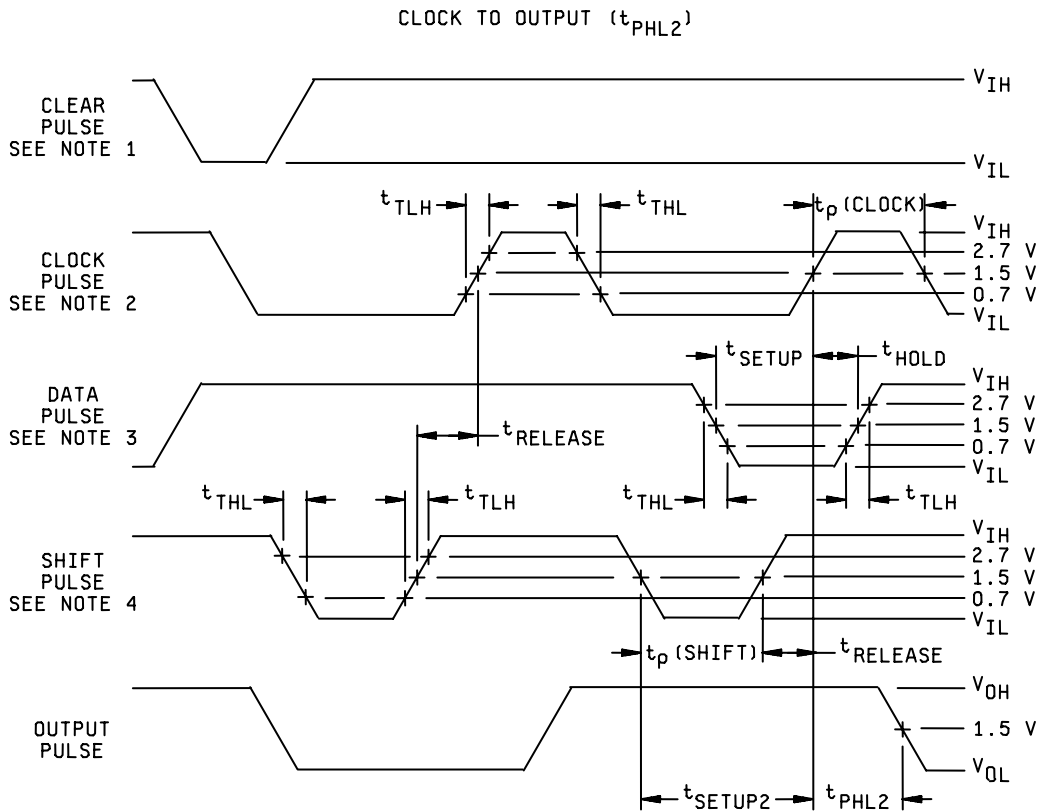 CLOCK TO OUTPUT (tPHL2)
CLEAR
PULSE
SEE NOTE 1
VIH
VIL
tTLH
tTHL
tp(CLOCK)
CLOCK
PULSE
SEE NOTE 2
VIH
2.7 V
1.5 V
0.7 V
VIL
tSETUP
tHOLD
DATA
PULSE
SEE NOTE 3
VIH
2.7 V
1.5 V
0.7 V
VIL
tRELEASE
tTHL
tTLH
tTHL
tTLH
SHIFT
PULSE
SEE NOTE 4
VIH
2.7 V
1.5 V
0.7 V
VIL
tp(SHIFT)
tRELEASE
OUTPUT
PULSE
VOH
1.5 V
VOL
tSETUP2
tPHL2